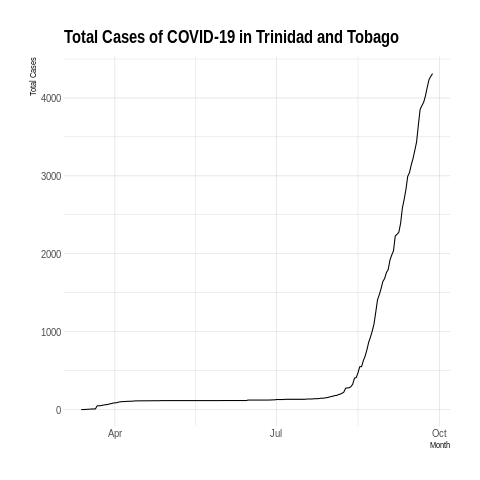 Total Cases of COVID-19 in Trinidad and Tobago
Total Cases
4000
3000
2000
1000
0
Apr
Jul
Oct
Month